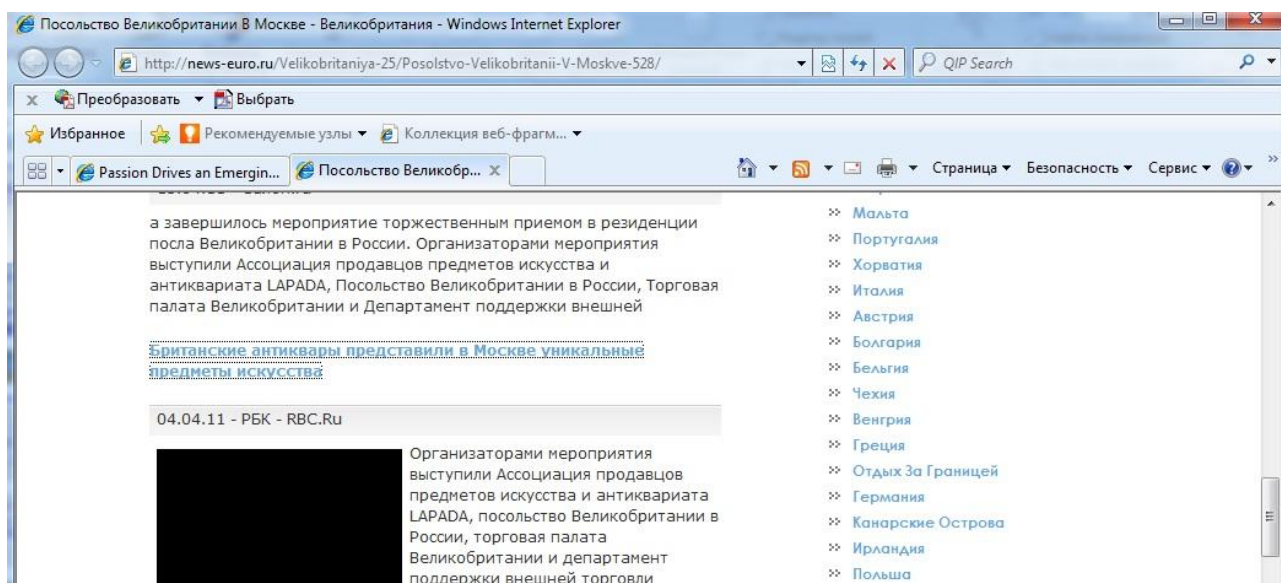 Посольство Великобритании В Москве - Великобритания - Windows Internet Explorer
http://news-euro.ru/Velikobritaniya-25/Posolstvo-Velikobritanii-V-Moskve-528/
QIP Search
x Преобразовать Выбрать
Избранное Рекомендуемые узлы Коллекция веб-фрагм...
Passion Drives an Emergin... Посольство Великобр... X
Страница Безопасность Сервис
а завершилось мероприятие торжественным приемом в резиденции
посла Великобритании в России. Организаторами мероприятия
выступили Ассоциация продавцов предметов искусства и
антиквариата LAPADA, Посольство Великобритании в России, Торговая
палата Великобритании и Департамент поддержки внешней
Британские антиквары представили в Москве уникальные
предметы искусства
04.04.11 - РБК - RBC.Ru
Организаторами мероприятия
выступили Ассоциация продавцов
предметов искусства и антиквариата
LAPADA, посольство Великобритании в
России, торговая палата
Великобритании и департамент
поддержки внешней торговли
Мальта
Португалия
Хорватия
Италия
Австрия
Болгария
Бельгия
Чехия
Венгрия
Греция
Отдых За Границей
Германия
Канарские Острова
Ирландия
Польша